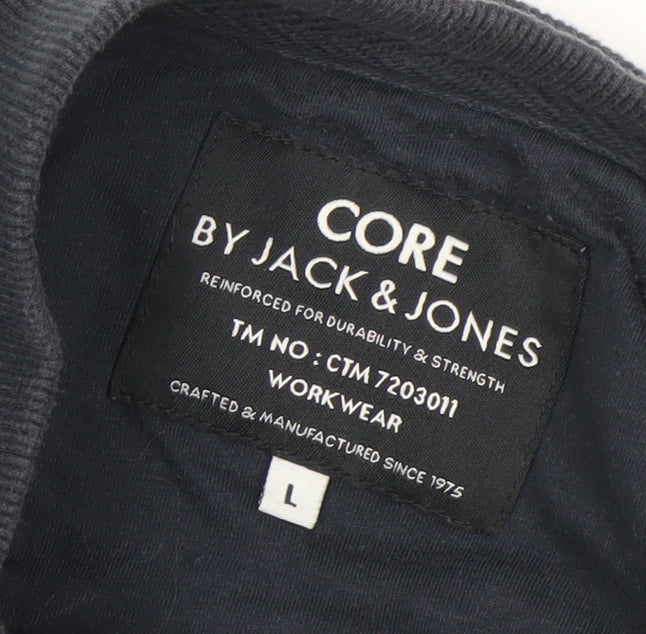 CORE
BY JACK & JONES
REINFORCED FOR DURABILITY & STRENGTH
TM NO : CTM 7203011
WORKWEAR
CRAFTED & MANUFACTURED SINCE 1975
L